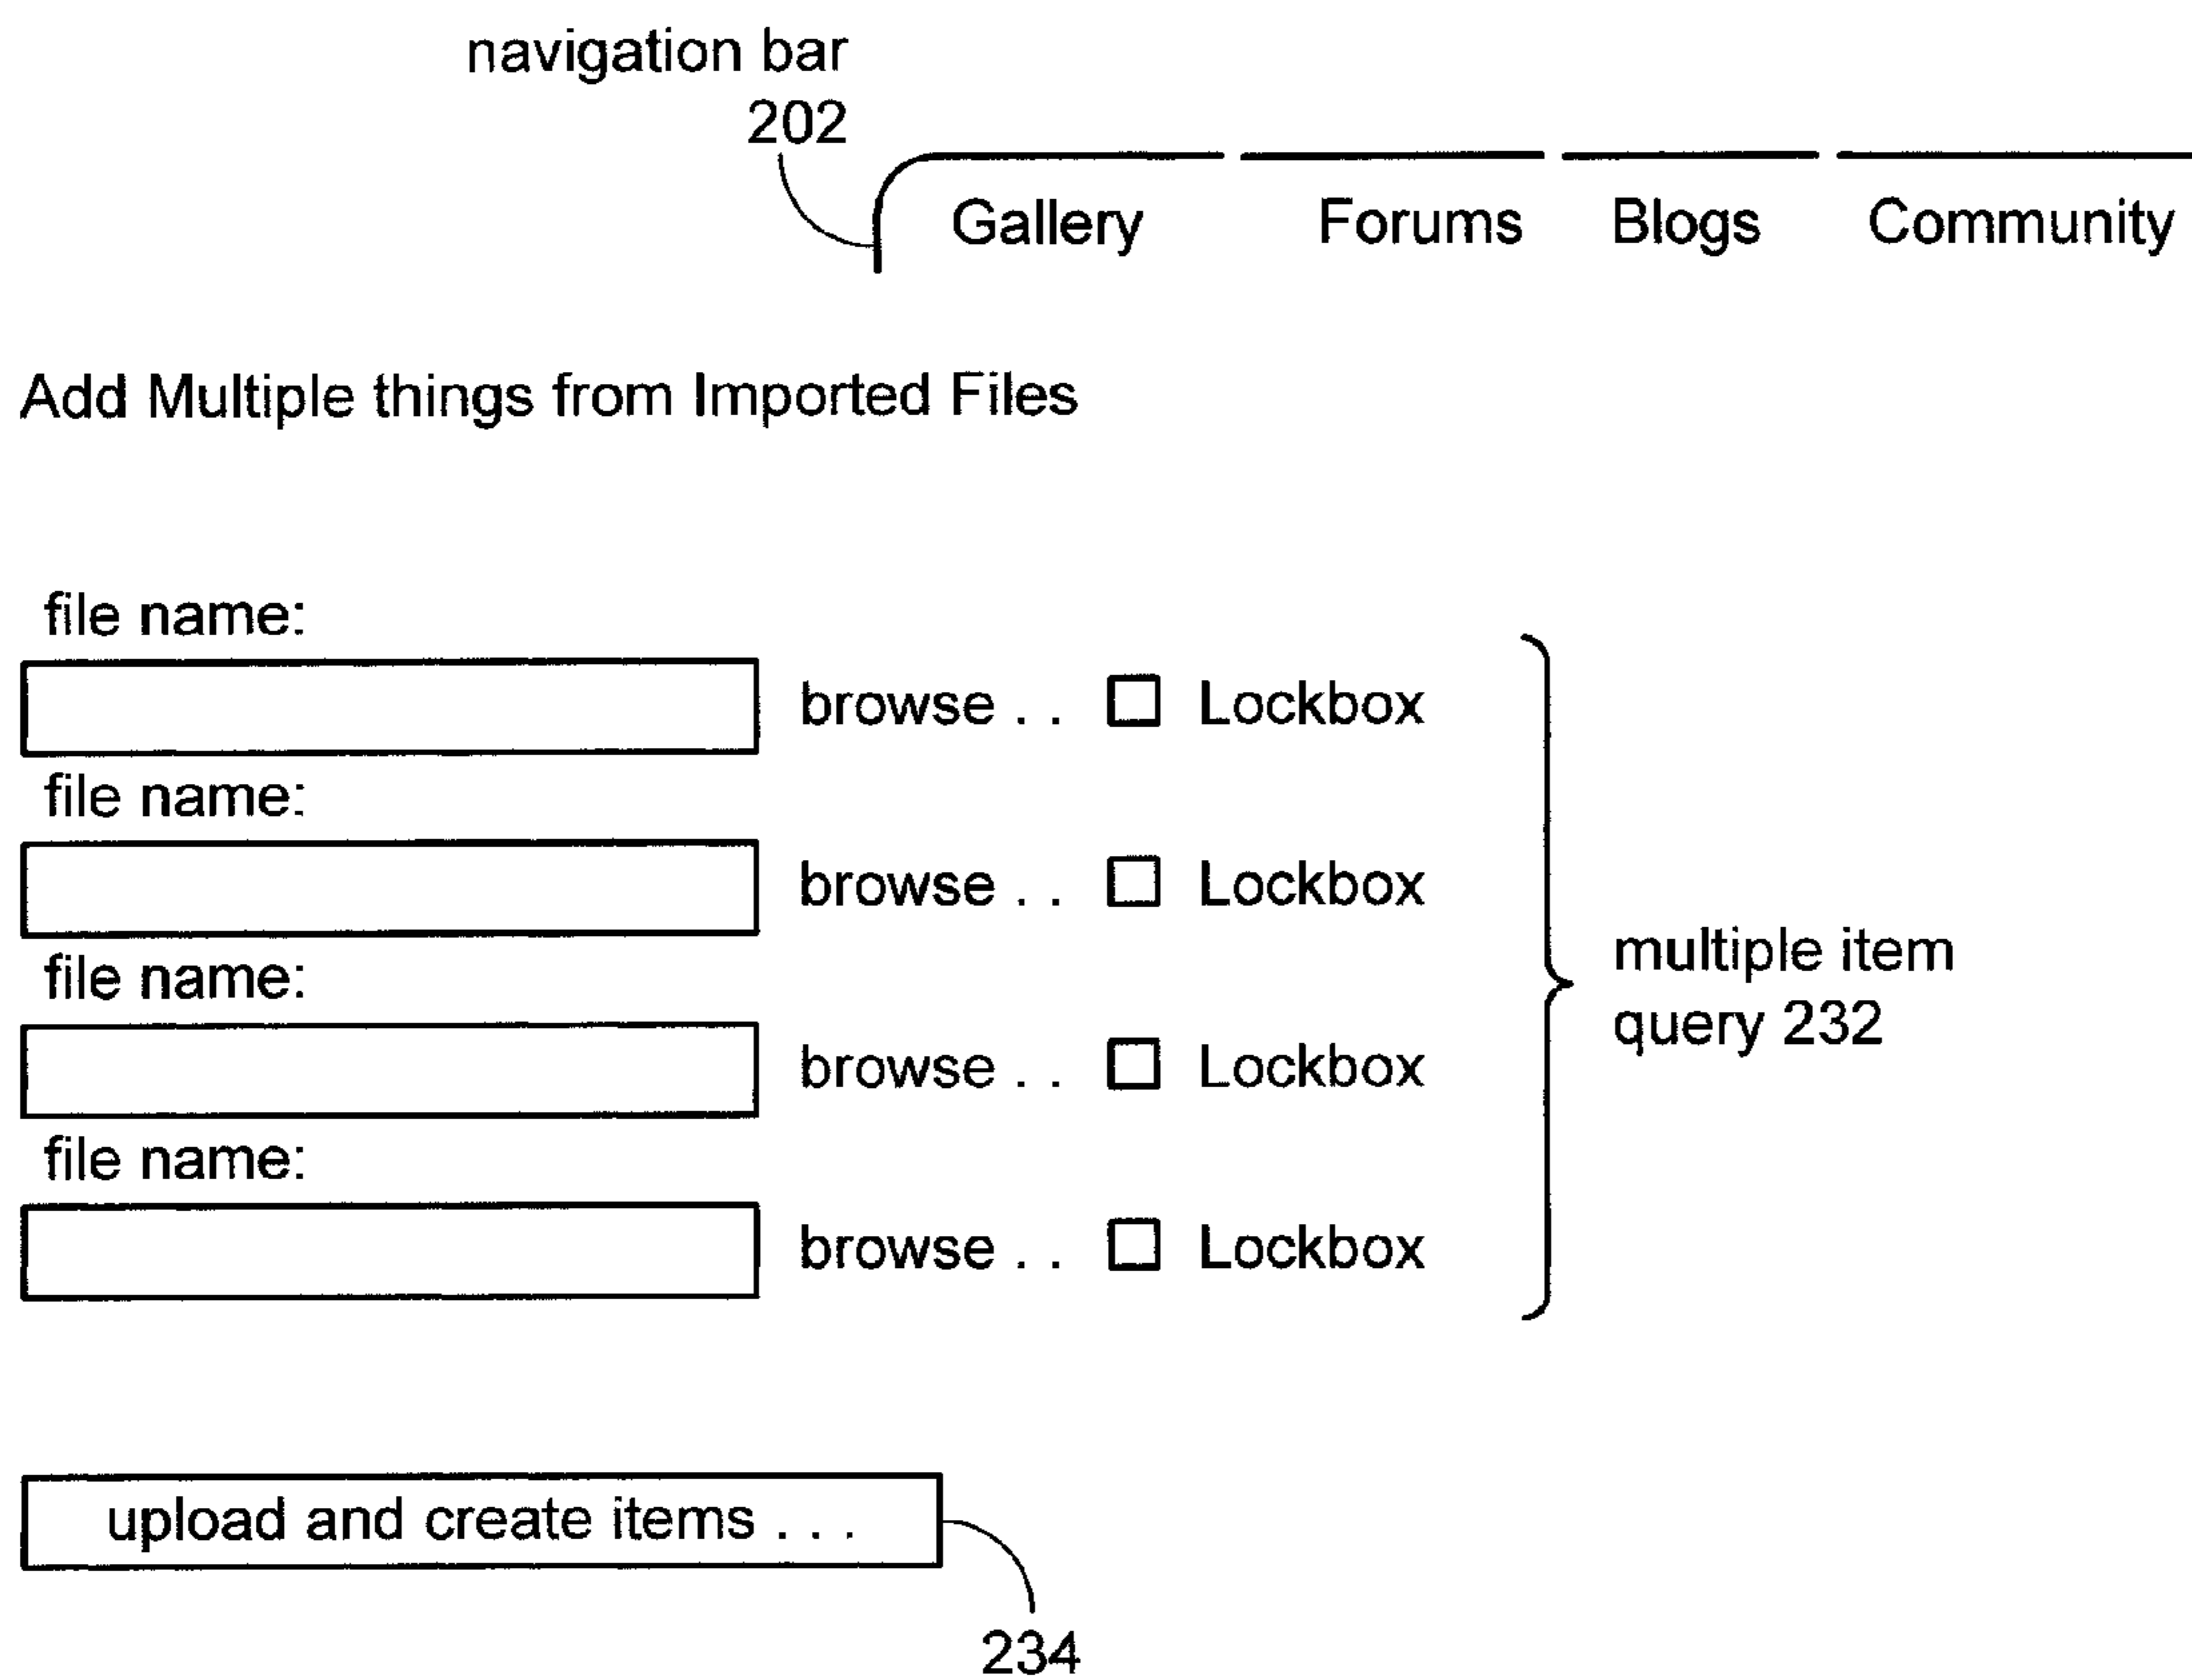 navigation bar
202
Gallery Forums Blogs Community
Add Multiple things from Imported Files
file name:
browse . . Lockbox
file name:
browse . . Lockbox
file name:
browse . . Lockbox
file name:
browse . . Lockbox
multiple item
query 232
upload and create items . . .
234